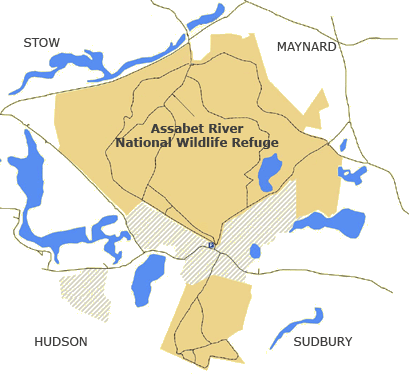 STOW
MAYNARD
Assabet River
National Wildlife Refuge
HUDSON
SUDBURY